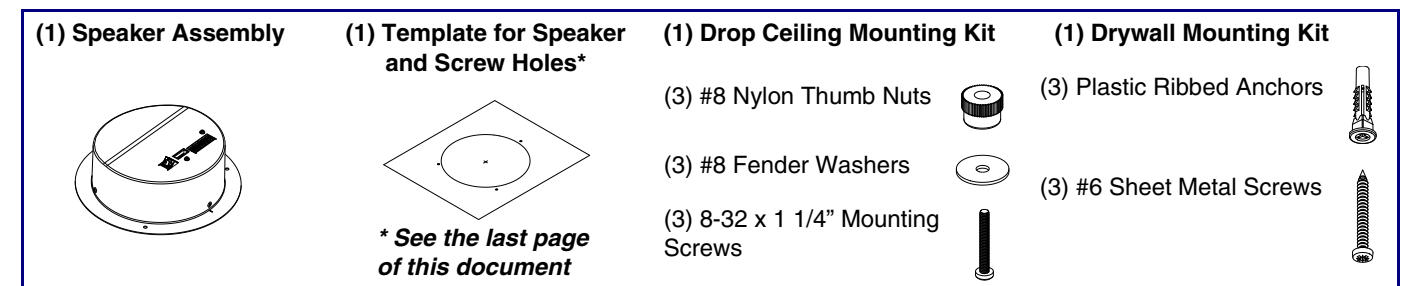 (1) Speaker Assembly
(1) Template for Speaker
and Screw Holes*
* See the last page
of this document
(1) Drop Ceiling Mounting Kit
(3) #8 Nylon Thumb Nuts
(3) #8 Fender Washers
(3) 8-32 x 1 1/4” Mounting
Screws
(1) Drywall Mounting Kit
(3) Plastic Ribbed Anchors
(3) #6 Sheet Metal Screws